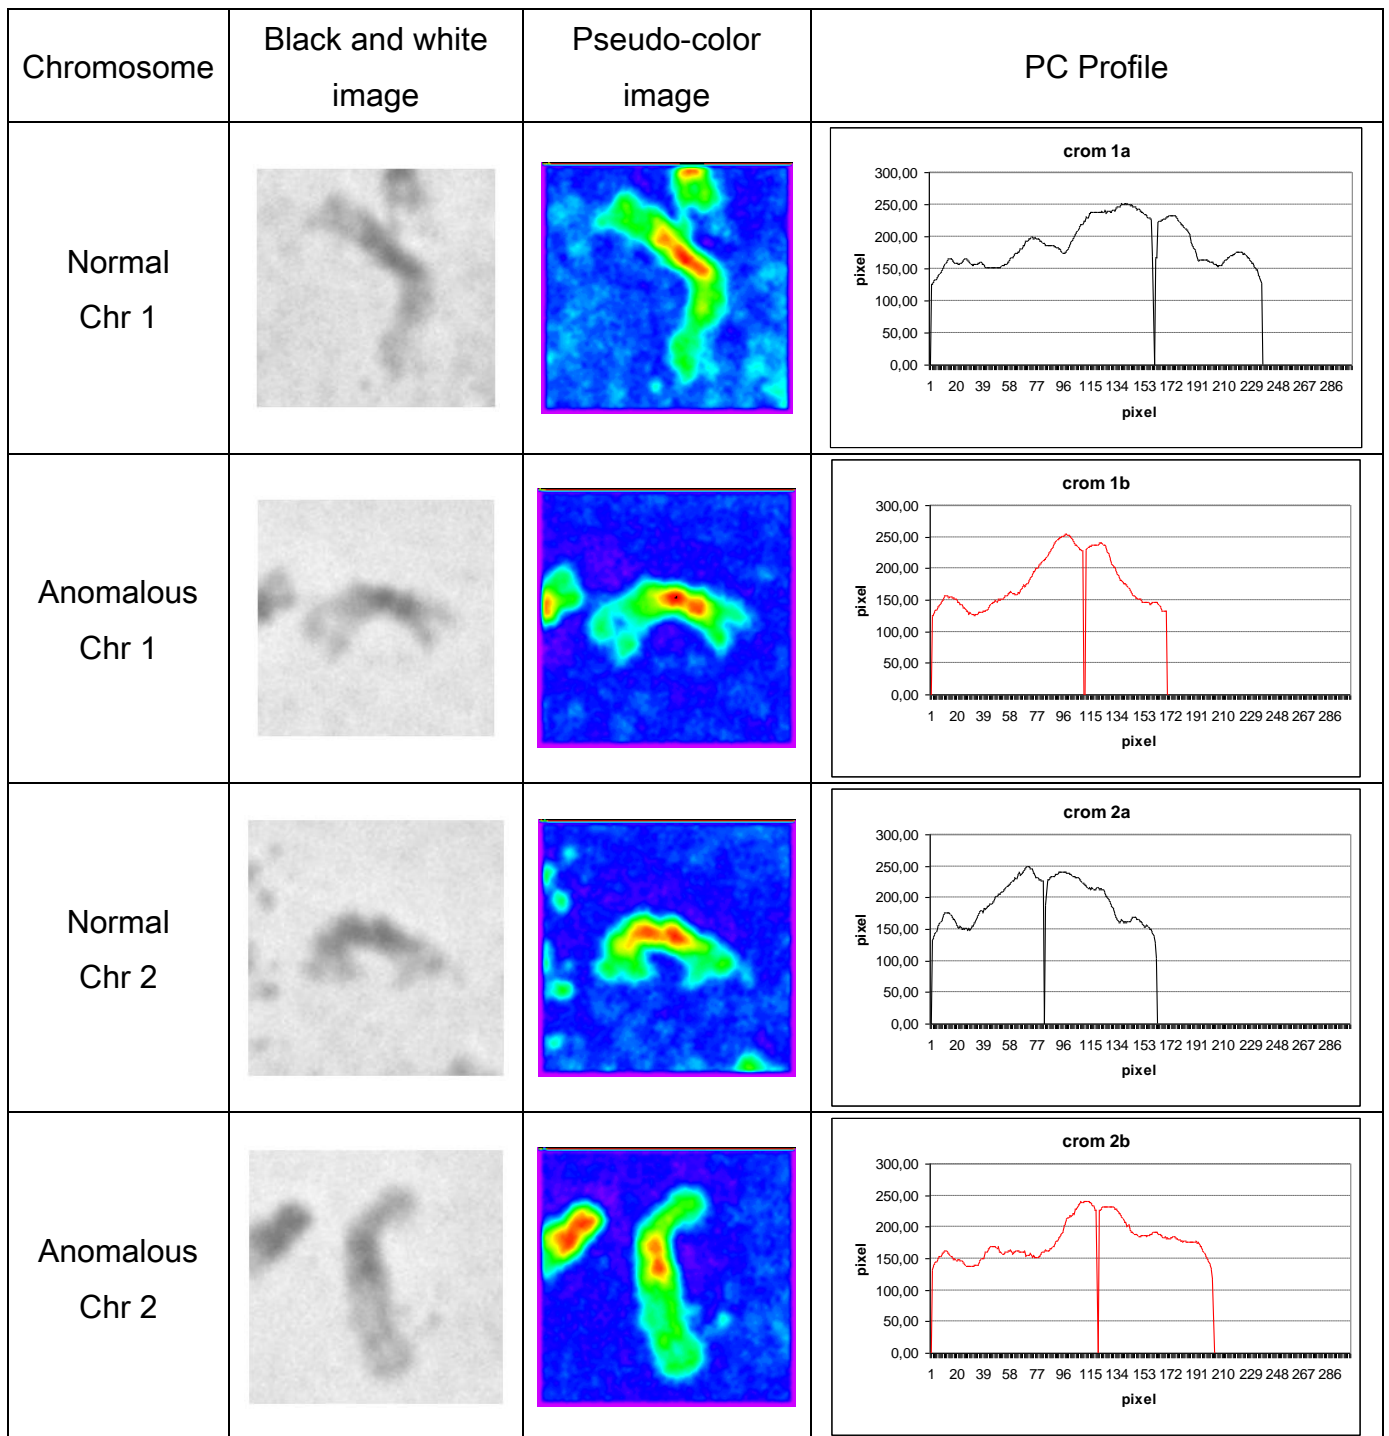 Chromosome
Black and white
image
Pseudo-color
image
PC Profile
Normal
Chr 1
crom 1a
300,00
250,00
200,00
150,00
100,00
50,00
0,00
pixel
1 20 39 58 77 96 115 134 153 172 191 210 229 248 267 286
pixel
Anomalous
Chr 1
crom 1b
300,00
250,00
200,00
150,00
100,00
50,00
0,00
pixel
1 20 39 58 77 96 115 134 153 172 191 210 229 248 267 286
pixel
Normal
Chr 2
crom 2a
300,00
250,00
200,00
150,00
100,00
50,00
0,00
pixel
1 20 39 58 77 96 115 134 153 172 191 210 229 248 267 286
pixel
Anomalous
Chr 2
crom 2b
300,00
250,00
200,00
150,00
100,00
50,00
0,00
pixel
1 20 39 58 77 96 115 134 153 172 191 210 229 248 267 286
pixel